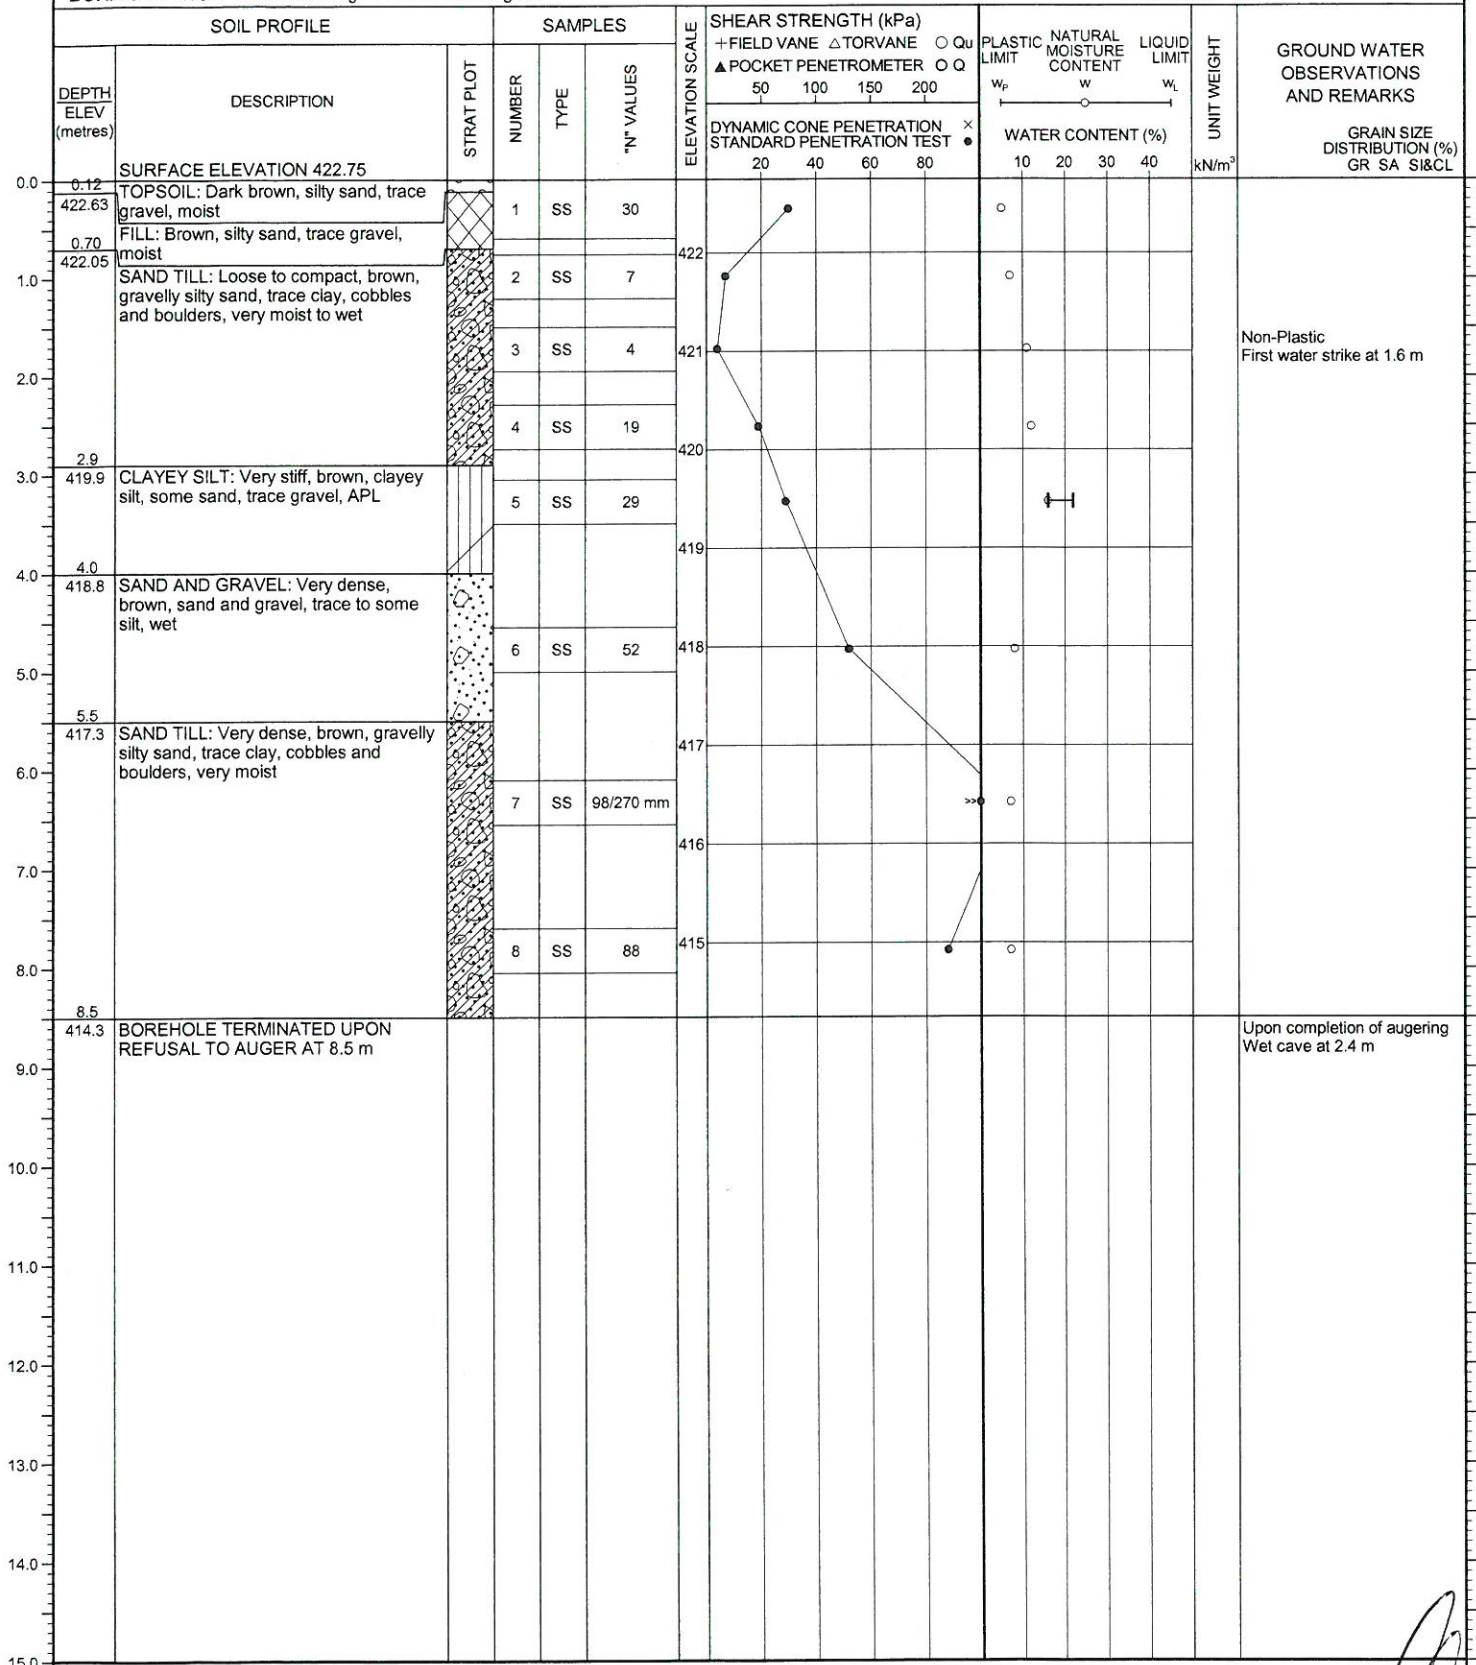 SOIL PROFILE
SAMPLES
DEPTH
ELEV
(metres)
DESCRIPTION
STRAT PLOT
NUMBER
TYPE
"N" VALUES
ELEVATION SCALE
SHEAR STRENGTH (kPa)
+FIELD VANE △TORVANE ○ Qu
▲POCKET PENETROMETER O Q
50 100 150 200
DYNAMIC CONE PENETRATION ×
STANDARD PENETRATION TEST ●
20 40 60 80
PLASTIC LIMIT
NATURAL MOISTURE CONTENT
LIQUID LIMIT
wP w wL
WATER CONTENT (%)
10 20 30 40
UNIT WEIGHT
kN/m³
GROUND WATER
OBSERVATIONS
AND REMARKS
GRAIN SIZE
DISTRIBUTION (%)
GR SA SI&CL
SURFACE ELEVATION 422.75
0.0
0.12
422.63
TOPSOIL: Dark brown, silty sand, trace
gravel, moist
1 SS 30
0.70
422.05
FILL: Brown, silty sand, trace gravel,
moist
422
1.0
SAND TILL: Loose to compact, brown,
gravelly silty sand, trace clay, cobbles
and boulders, very moist to wet
2 SS 7
3 SS 4
421
Non-Plastic
First water strike at 1.6 m
2.0
4 SS 19
420
2.9
419.9
3.0
CLAYEY SILT: Very stiff, brown, clayey
silt, some sand, trace gravel, APL
5 SS 29
419
4.0
4.0
418.8
SAND AND GRAVEL: Very dense,
brown, sand and gravel, trace to some
silt, wet
6 SS 52
418
5.0
5.5
417.3
SAND TILL: Very dense, brown, gravelly
silty sand, trace clay, cobbles and
boulders, very moist
417
6.0
7 SS 98/270 mm
>>
416
7.0
8 SS 88
415
8.0
8.5
414.3
BOREHOLE TERMINATED UPON
REFUSAL TO AUGER AT 8.5 m
Upon completion of augering
Wet cave at 2.4 m
9.0
10.0
11.0
12.0
13.0
14.0
15.0